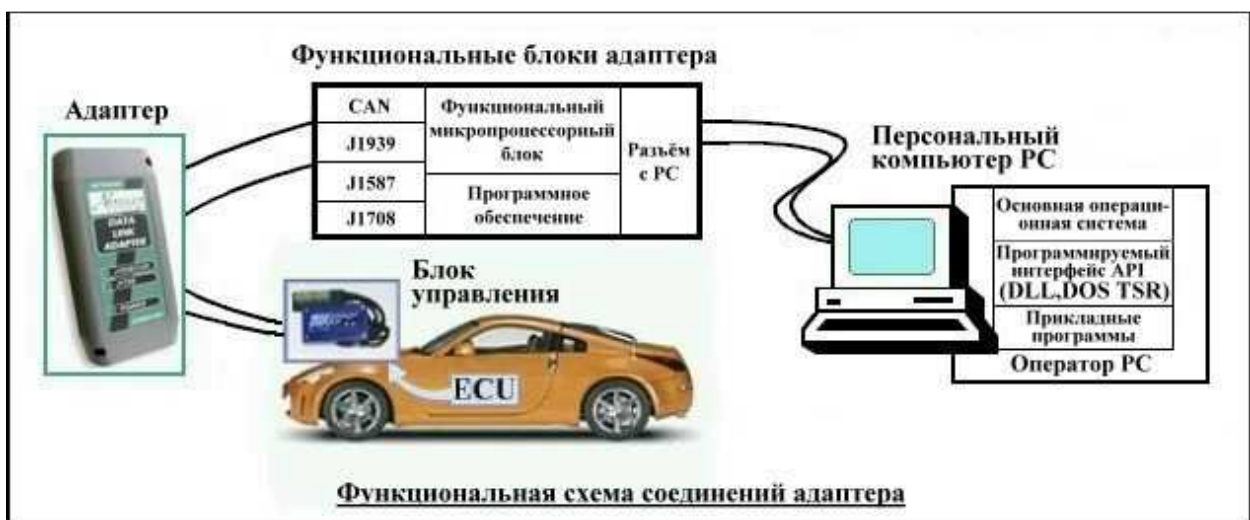 Функциональные блоки адаптера
Адаптер
CAN
J1939
J1587
J1708
Функциональный
микропроцессорный
блок
Программное
обеспечение
Разъём
с PC
Персональный
компьютер PC
Основная операци-
онная система
Программируемый
интерфейс API
(DLL,DOS TSR)
Прикладные
программы
Оператор PC
DATA
LINK
ADAPTER
Блок
управления
ECU
Функциональная схема соединений адаптера